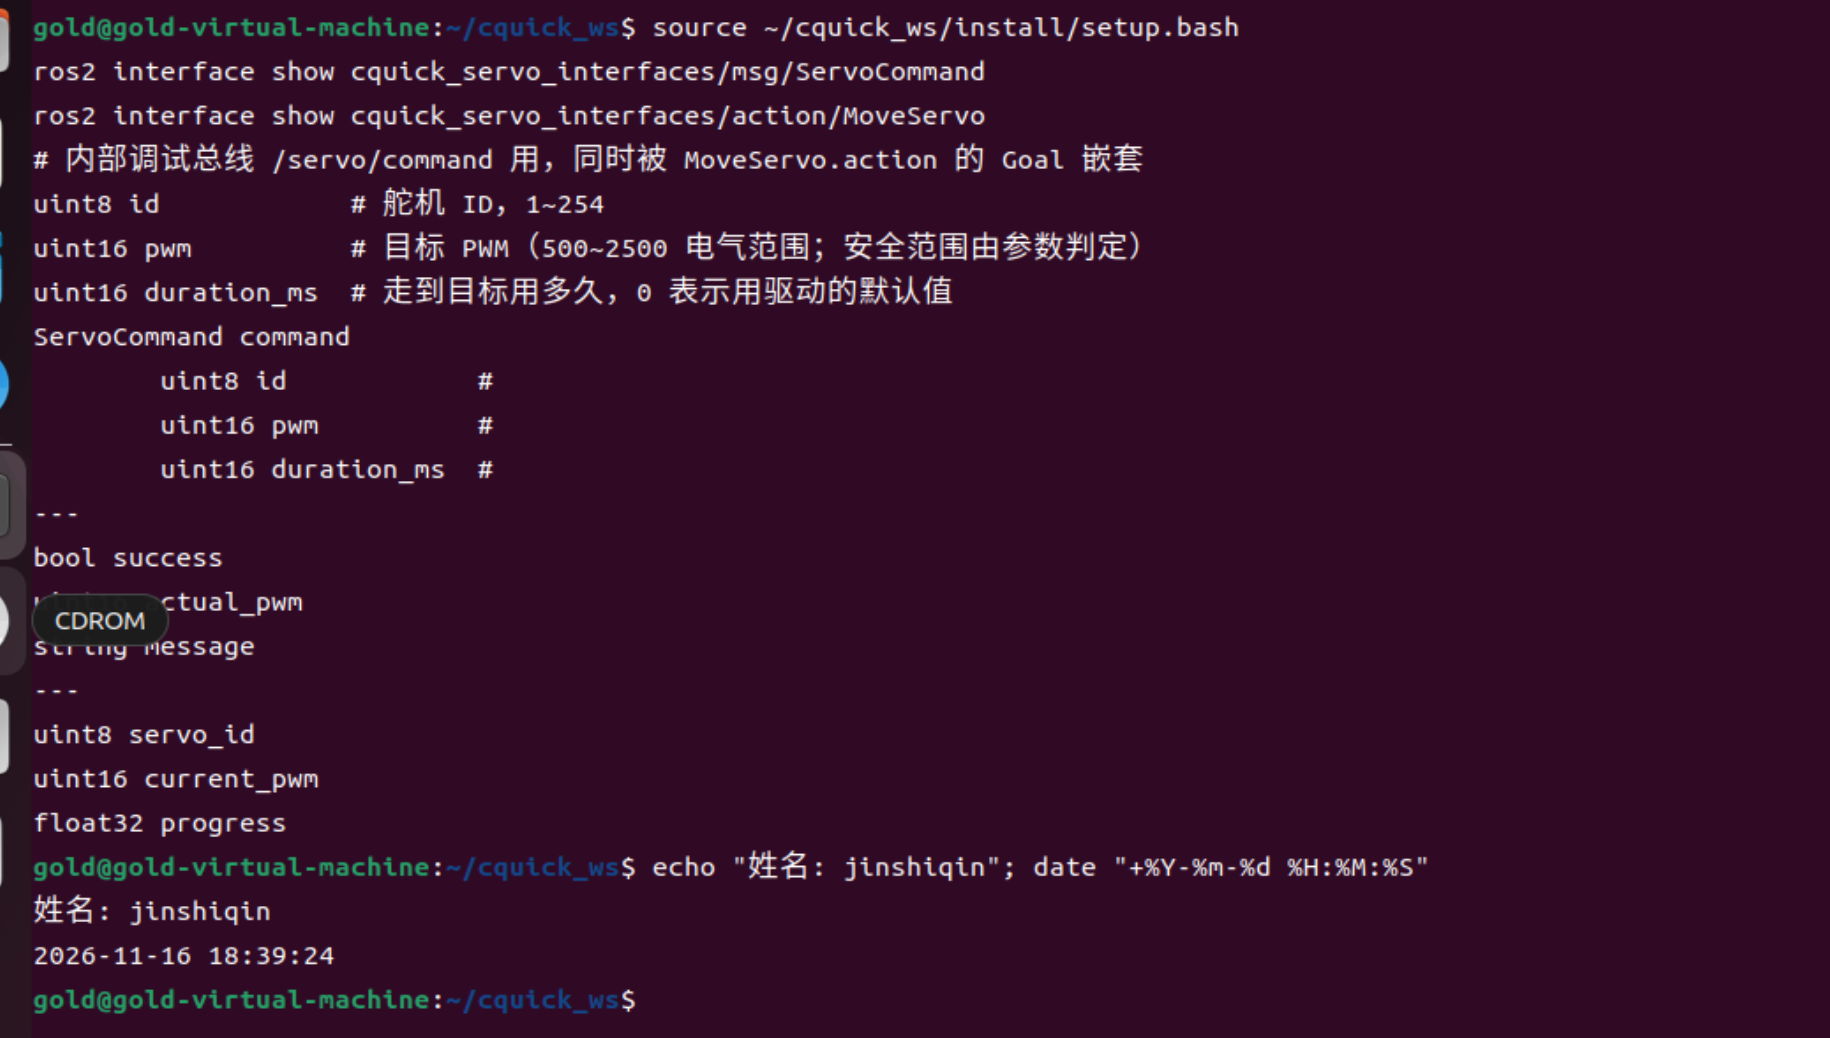 gold@gold-virtual-machine:~/cquick_ws$ source ~/cquick_ws/install/setup.bash
ros2 interface show cquick_servo_interfaces/msg/ServoCommand
ros2 interface show cquick_servo_interfaces/action/MoveServo
# 内部调试总线 /servo/command 用，同时被 MoveServo.action 的 Goal 嵌套
uint8 id            # 舵机 ID，1~254
uint16 pwm          # 目标 PWM（500~2500 电气范围；安全范围由参数判定）
uint16 duration_ms  # 走到目标用多久，0 表示用驱动的默认值
ServoCommand command
        uint8 id            #
        uint16 pwm          #
        uint16 duration_ms  #
---
bool success
actual_pwm
CDROM
string message
---
uint8 servo_id
uint16 current_pwm
float32 progress
gold@gold-virtual-machine:~/cquick_ws$ echo "姓名: jinshiqin"; date "+%Y-%m-%d %H:%M:%S"
姓名: jinshiqin
2026-11-16 18:39:24
gold@gold-virtual-machine:~/cquick_ws$